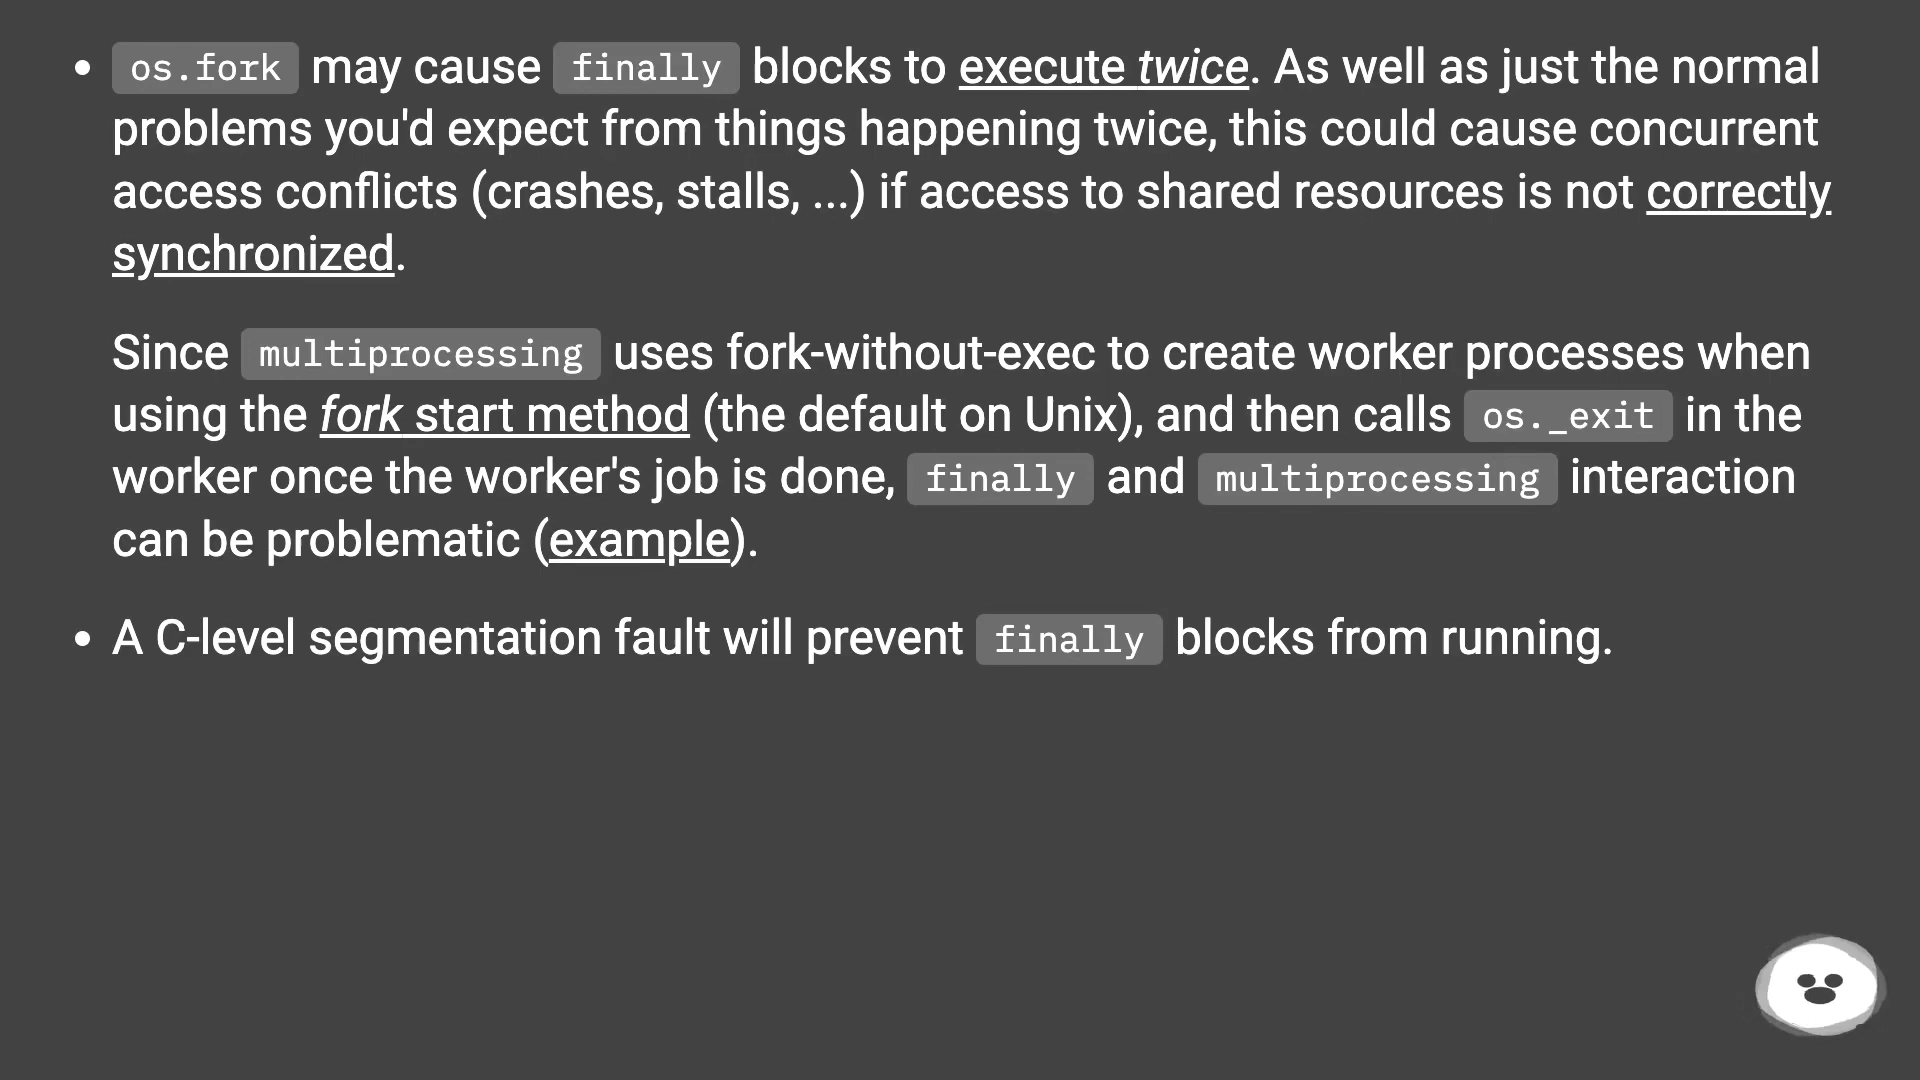 • os.fork may cause finally blocks to execute twice. As well as just the normal
problems you'd expect from things happening twice, this could cause concurrent
access conflicts (crashes, stalls, ...) if access to shared resources is not correctly
synchronized.
Since multiprocessing uses fork-without-exec to create worker processes when
using the fork start method (the default on Unix), and then calls os._exit in the
worker once the worker's job is done, finally and multiprocessing interaction
can be problematic (example).
• A C-level segmentation fault will prevent finally blocks from running.